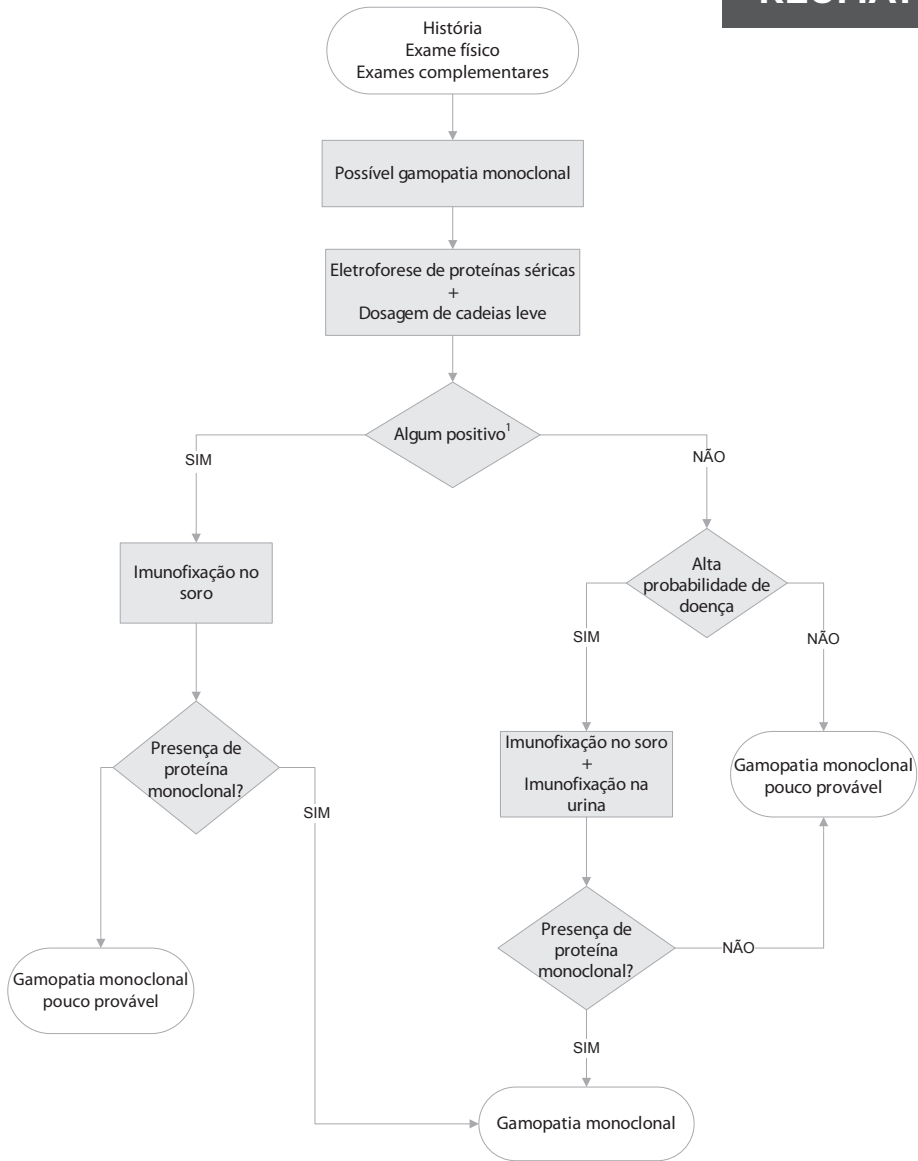 História
Exame físico
Exames complementares
Possível gamopatia monoclonal
Eletroforese de proteínas séricas
+
Dosagem de cadeias leve
Algum positivo¹
SIM
NÃO
Imunofixação no
soro
Alta
probabilidade de
doença
SIM
NÃO
Presença de
proteína
monoclonal?
SIM
Imunofixação no soro
+
Imunofixação na
urina
Gamopatia monoclonal
pouco provável
Presença de
proteína
monoclonal?
NÃO
Gamopatia monoclonal
pouco provável
SIM
Gamopatia monoclonal